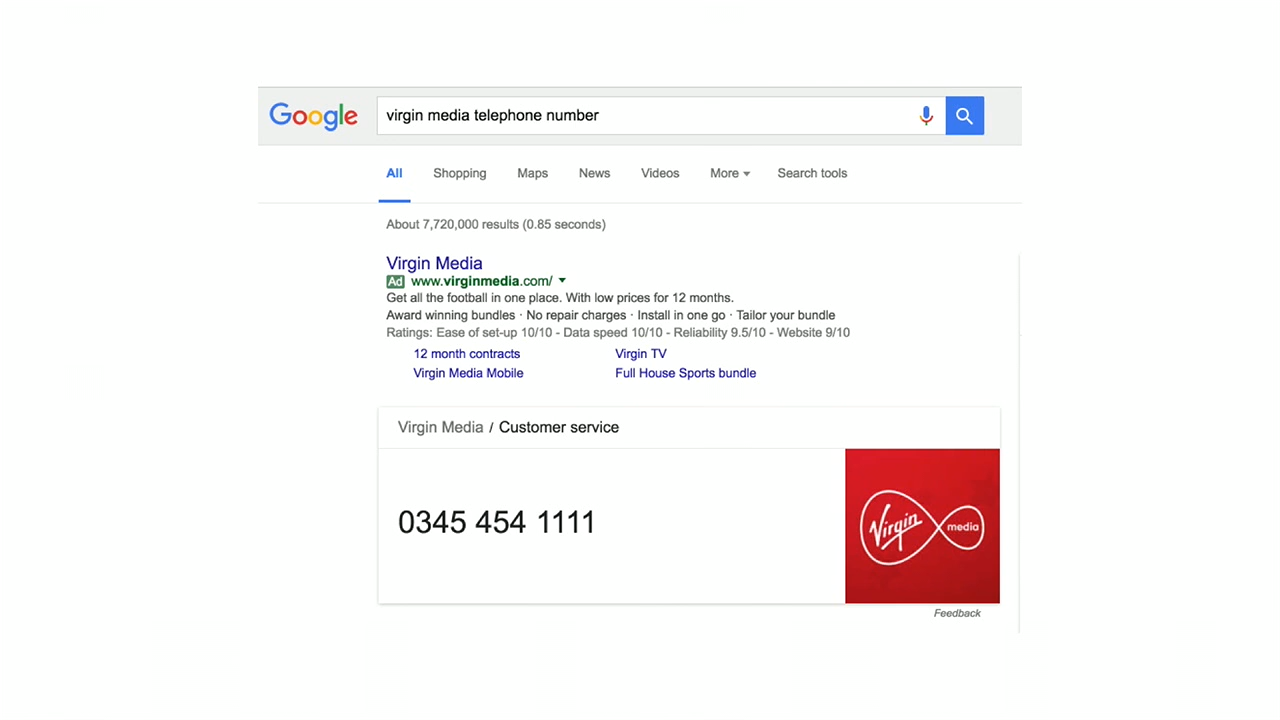 Google
virgin media telephone number
All Shopping Maps News Videos More Search tools
About 7,720,000 results (0.85 seconds)
Virgin Media
Ad www.virginmedia.com/
Get all the football in one place. With low prices for 12 months.
Award winning bundles · No repair charges · Install in one go · Tailor your bundle
Ratings: Ease of set-up 10/10 - Data speed 10/10 - Reliability 9.5/10 - Website 9/10
12 month contracts Virgin TV
Virgin Media Mobile Full House Sports bundle
Virgin Media / Customer service
0345 454 1111
Virgin media
Feedback